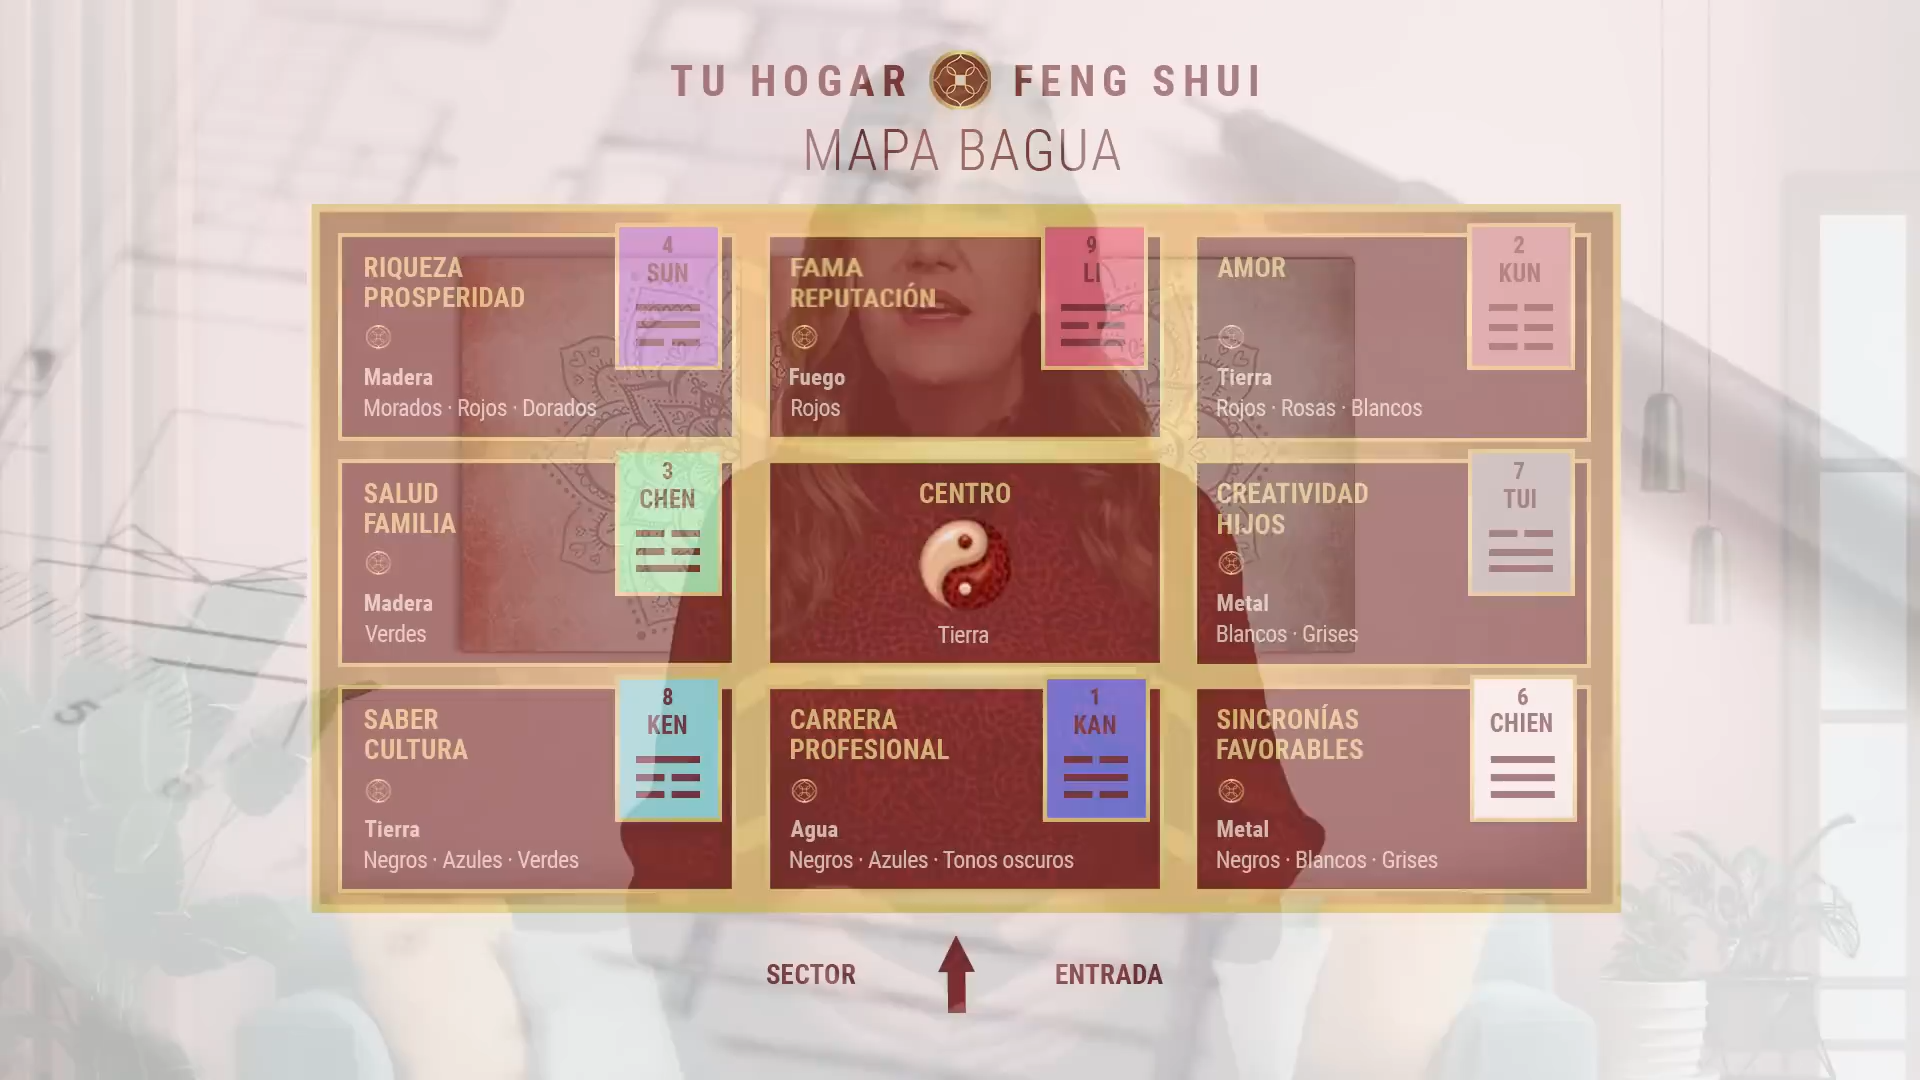 TU HOGAR FENG SHUI
MAPA BAGUA
RIQUEZA
PROSPERIDAD
4
SUN
Madera
Morados · Rojos · Dorados
FAMA
REPUTACIÓN
9
LI
Fuego
Rojos
AMOR
2
KUN
Tierra
Rojos · Rosas · Blancos
SALUD
FAMILIA
3
CHEN
Madera
Verdes
CENTRO
Tierra
CREATIVIDAD
HIJOS
7
TUI
Metal
Blancos · Grises
SABER
CULTURA
8
KEN
Tierra
Negros · Azules · Verdes
CARRERA
PROFESIONAL
1
KAN
Agua
Negros · Azules · Tonos oscuros
SINCRONÍAS
FAVORABLES
6
CHIEN
Metal
Negros · Blancos · Grises
SECTOR ENTRADA
5